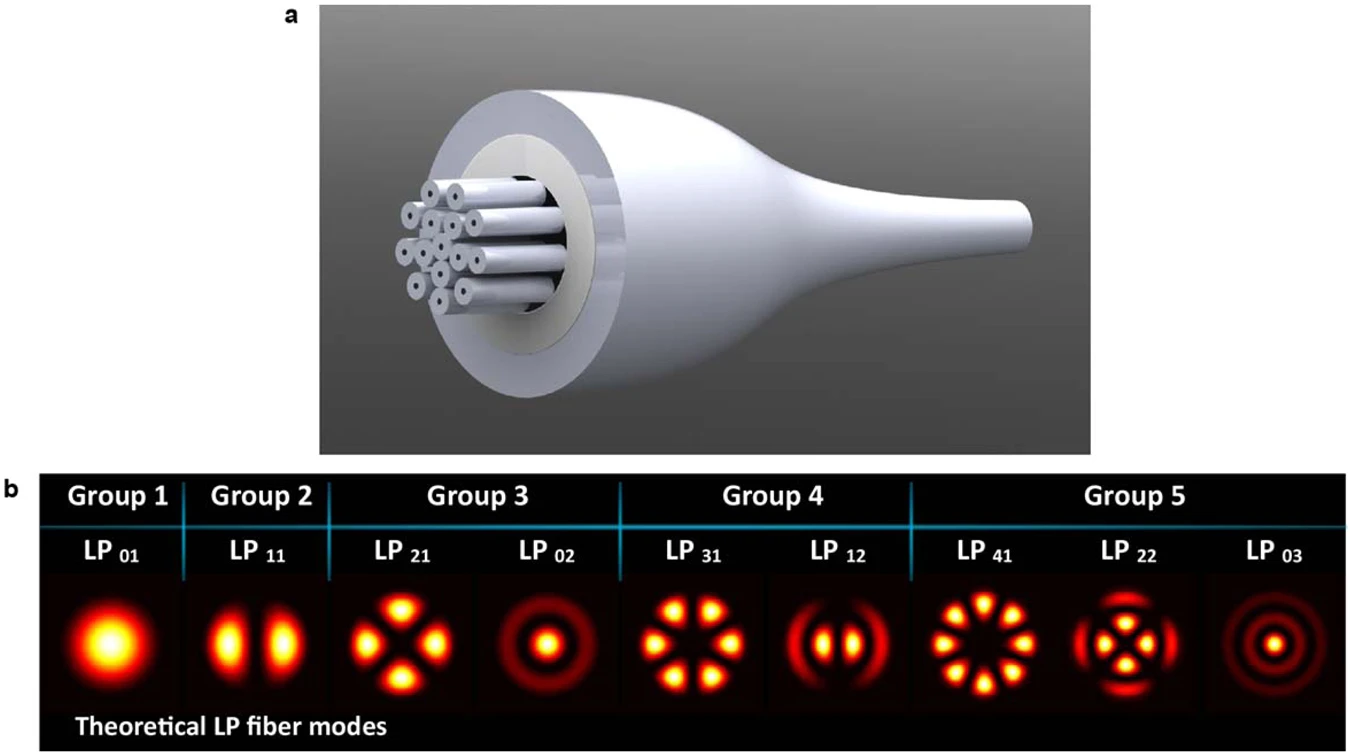 a
b
Group 1 Group 2 Group 3 Group 4 Group 5
LP 01 LP 11 LP 21 LP 02 LP 31 LP 12 LP 41 LP 22 LP 03
Theoretical LP fiber modes